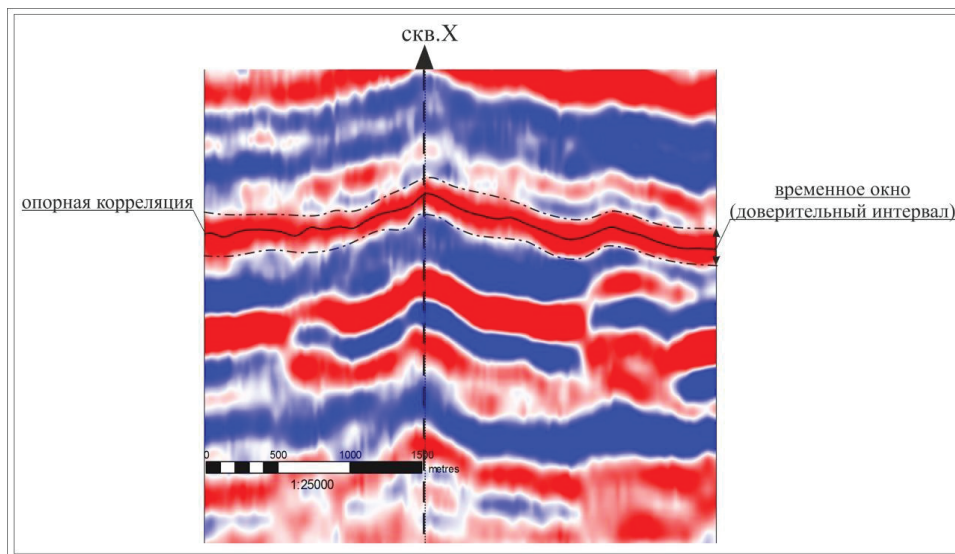 скв.X
опорная корреляция
временное окно
(доверительный интервал)
0 500 1000 1500
metres
1:25000